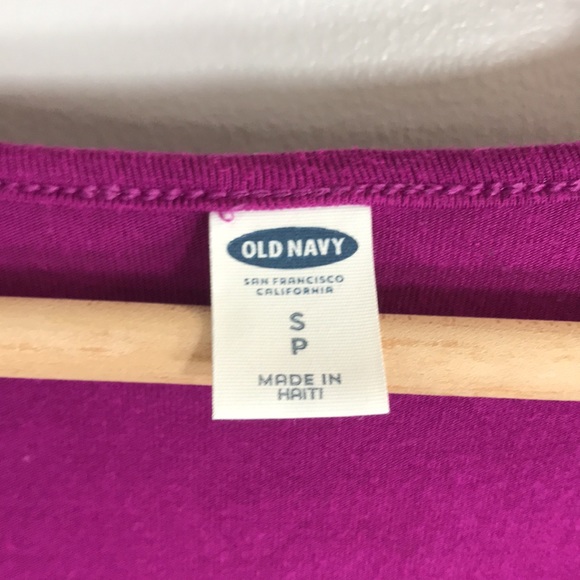 OLD NAVY
SAN FRANCISCO
CALIFORNIA
S
P
MADE IN
HAITI